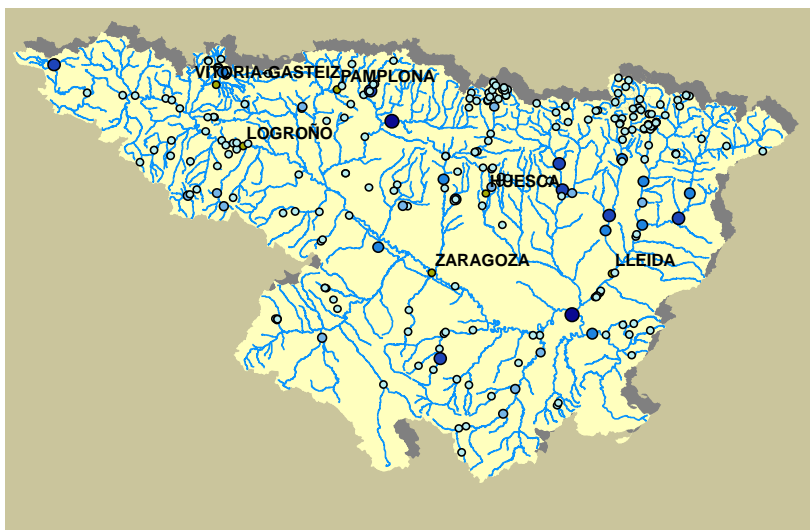 VITORIA-GASTEIZ
PAMPLONA
LOGROÑO
HUESCA
ZARAGOZA
LLEIDA